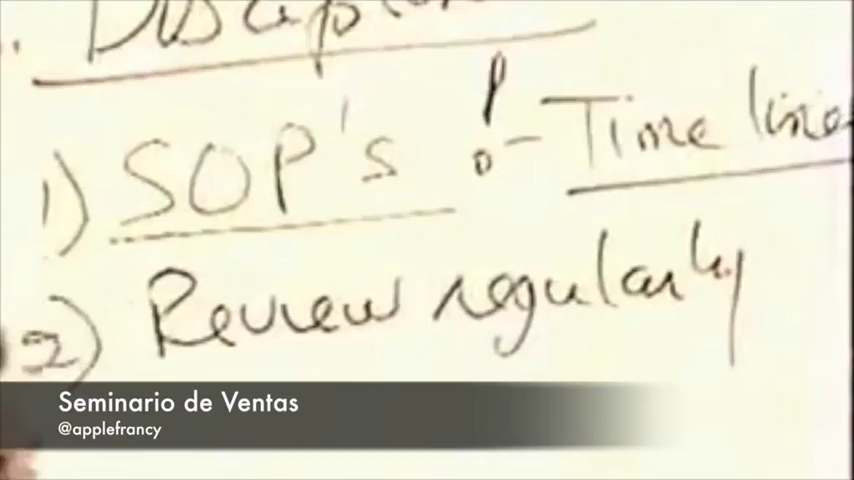 1) SOP's !- Time line
2) Review regularly
Seminario de Ventas
@applefrancy